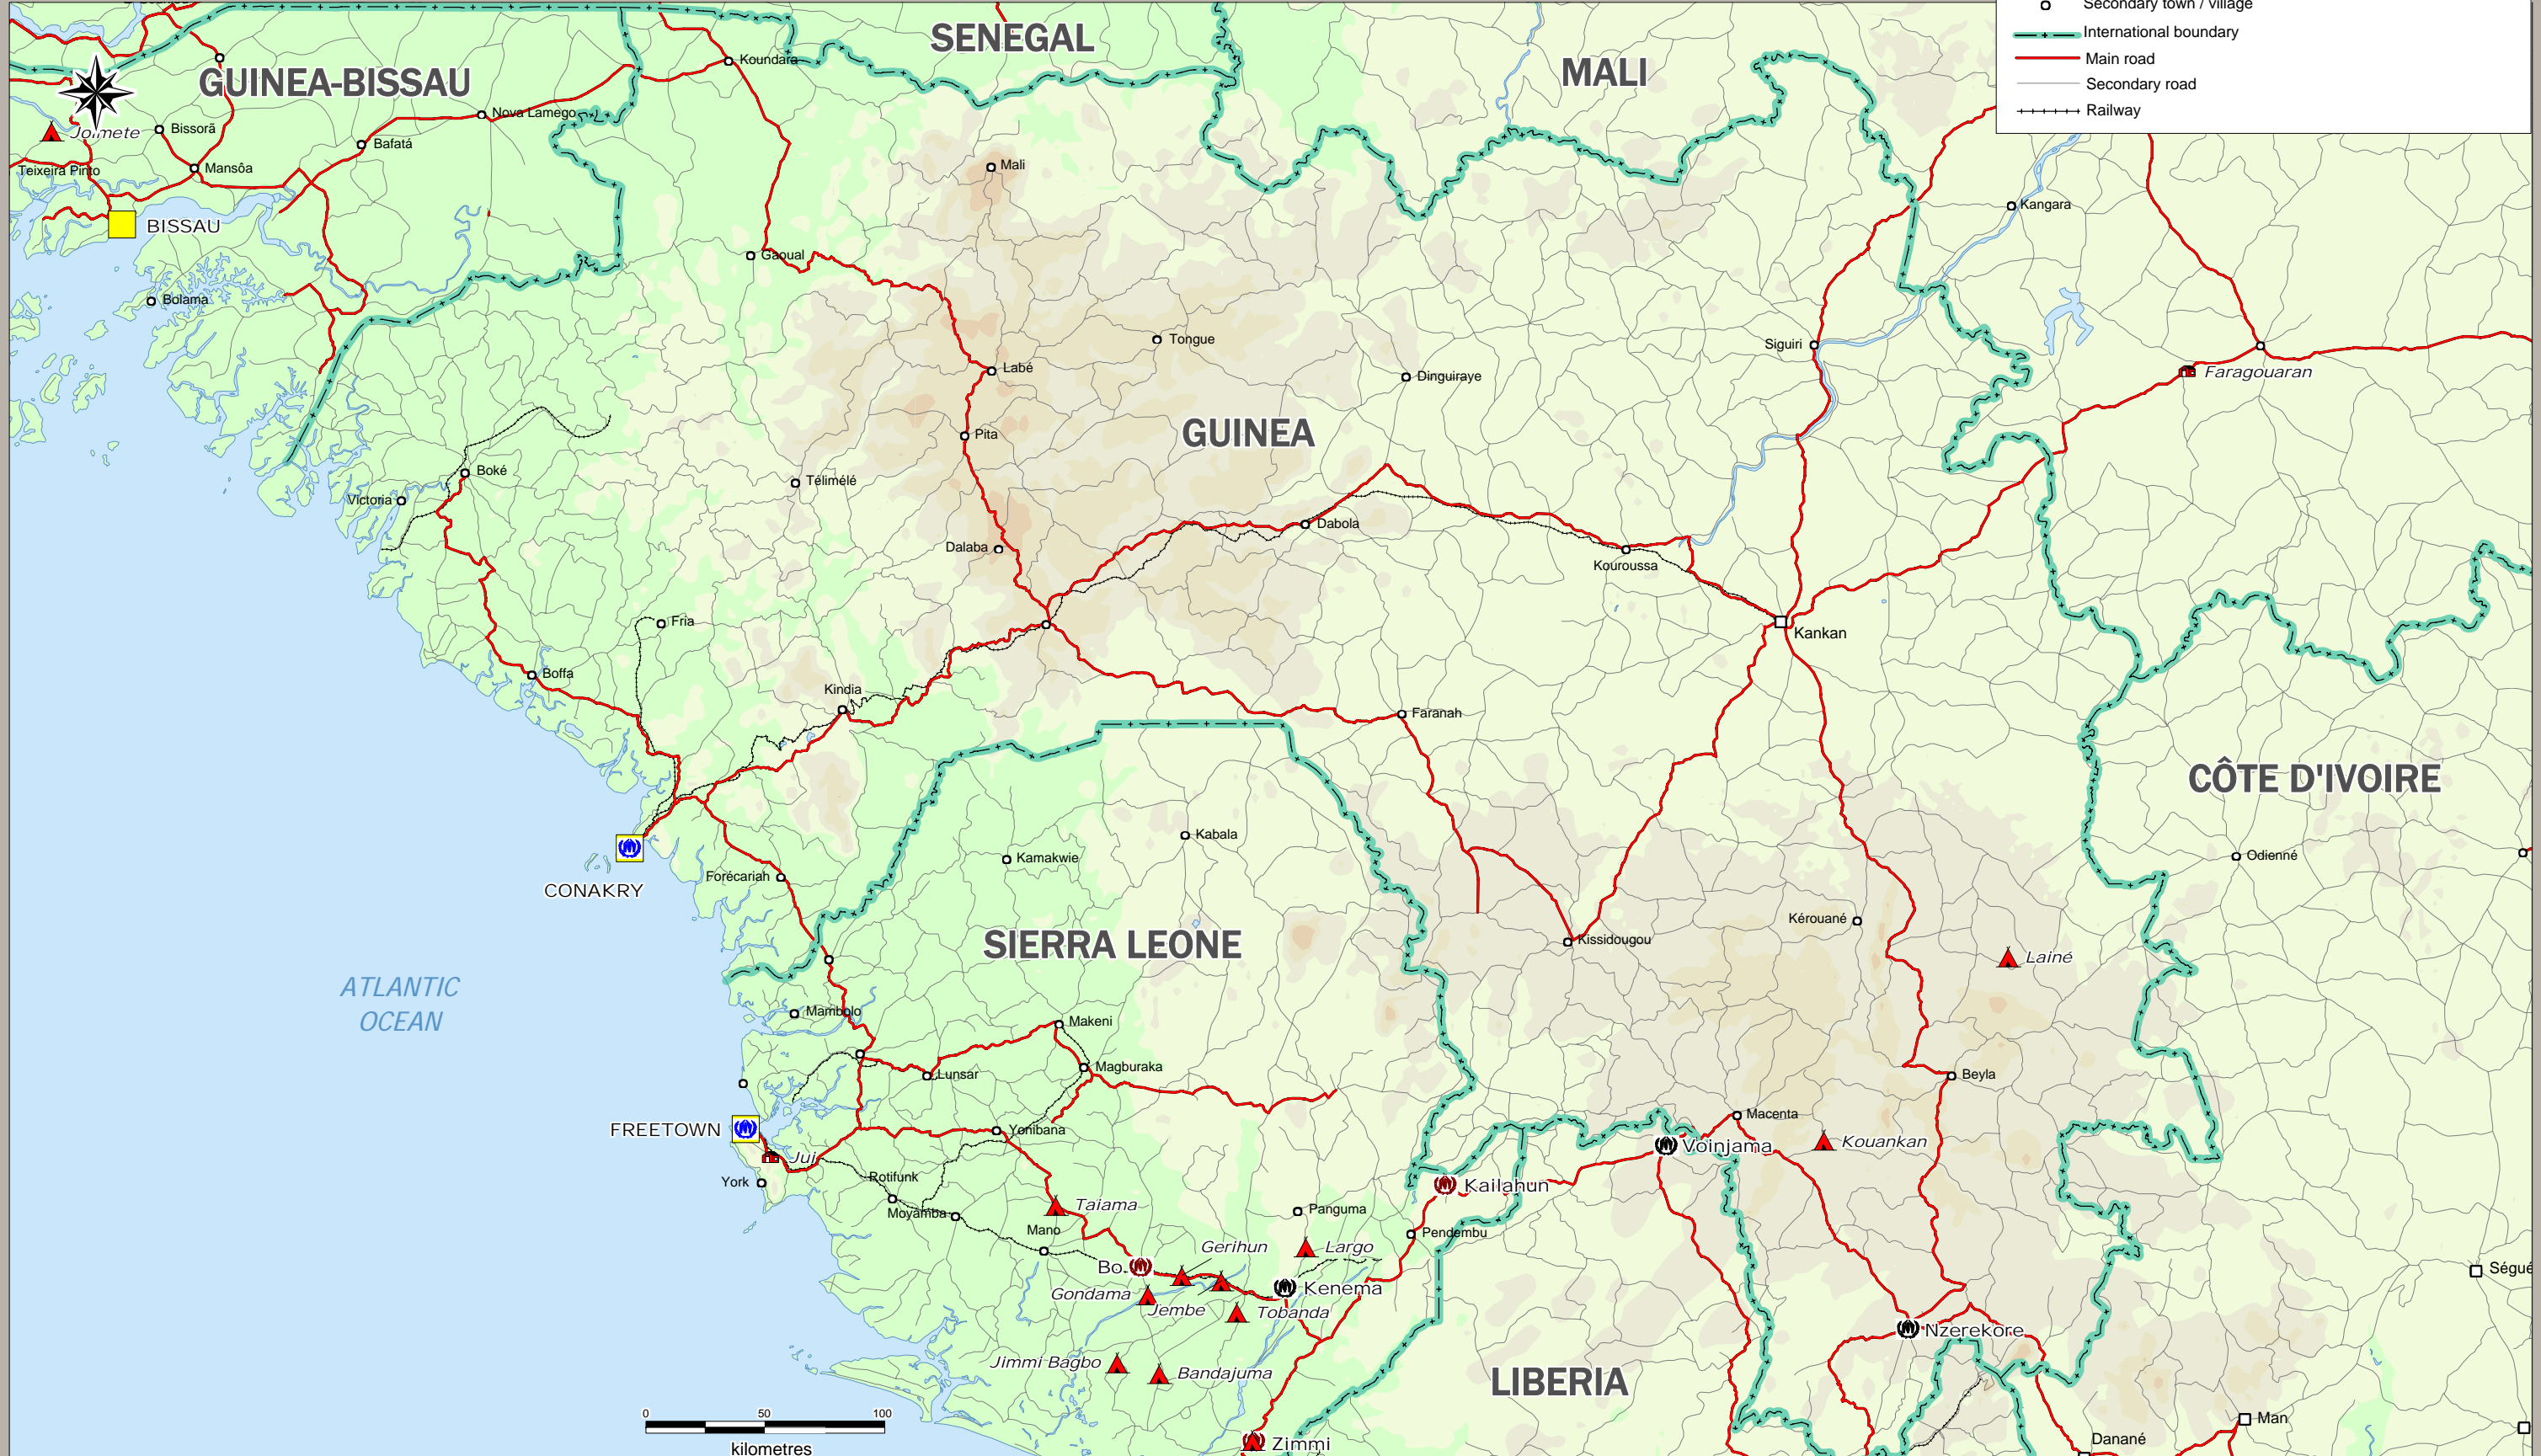 Secondary town / village
International boundary
Main road
Secondary road
Railway
SENEGAL
MALI
GUINEA-BISSAU
Koundara
Nova Lamego
Jolmete
Bissorã
Bafatá
Teixeira Pinto
Mansôa
Mali
Kangara
BISSAU
Gaoual
Bolama
Tongue
Siguiri
Labé
Dinguiraye
Faragouaran
GUINEA
Pita
Boké
Télimélé
Victoria
Dabola
Dalaba
Kouroussa
Fria
Kankan
Boffa
Kindia
Faranah
CÔTE D'IVOIRE
Kabala
Kamakwie
Odienné
Forécariah
CONAKRY
Kérouané
SIERRA LEONE
Kissidougou
Lainé
ATLANTIC
OCEAN
Mambolo
Makeni
Magburaka
Lunsar
Beyla
Macenta
FREETOWN
Yonibana
Kouankan
Voinjama
Jui
Rotifunk
York
Kailahun
Taiama
Panguma
Moyamba
Mano
Pendembu
Gerihun
Largo
Bo
Ségué
Kenema
Gondama
Jembe
Tobanda
Nzerekore
Jimmi Bagbo
Bandajuma
LIBERIA
0 50 100
kilometres
Man
Danané
Zimmi